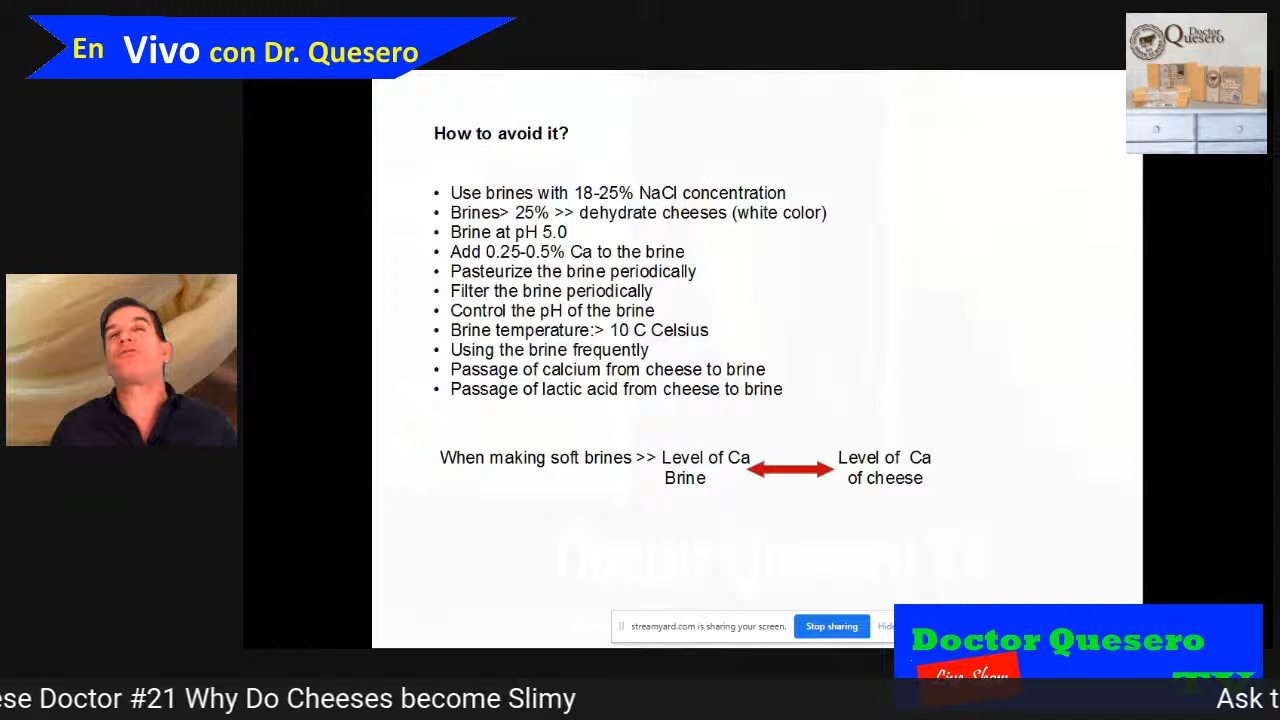 En Vivo con Dr. Quesero
Doctor
Quesero
How to avoid it?
• Use brines with 18-25% NaCl concentration
• Brines> 25% >> dehydrate cheeses (white color)
• Brine at pH 5.0
• Add 0.25-0.5% Ca to the brine
• Pasteurize the brine periodically
• Filter the brine periodically
• Control the pH of the brine
• Brine temperature:> 10 C Celsius
• Using the brine frequently
• Passage of calcium from cheese to brine
• Passage of lactic acid from cheese to brine
When making soft brines >> Level of Ca Level of Ca
Brine of cheese
streamyard.com is sharing your screen. Stop sharing Hide
Doctor Quesero
Live Show
ese Doctor #21 Why Do Cheeses become Slimy Ask t